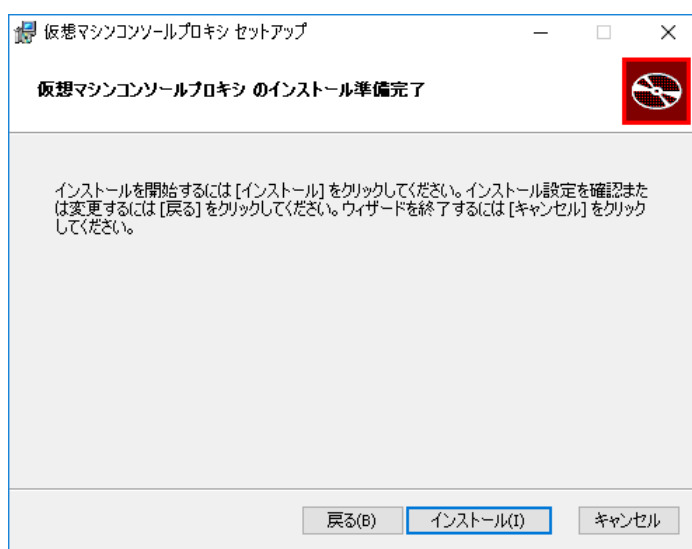 仮想マシンコンソールプロキシ セットアップ
仮想マシンコンソールプロキシ のインストール準備完了
インストールを開始するには [インストール] をクリックしてください。インストール設定を確認また
は変更するには [戻る] をクリックしてください。ウィザードを終了するには [キャンセル] をクリック
してください。
戻る(B)
インストール(I)
キャンセル